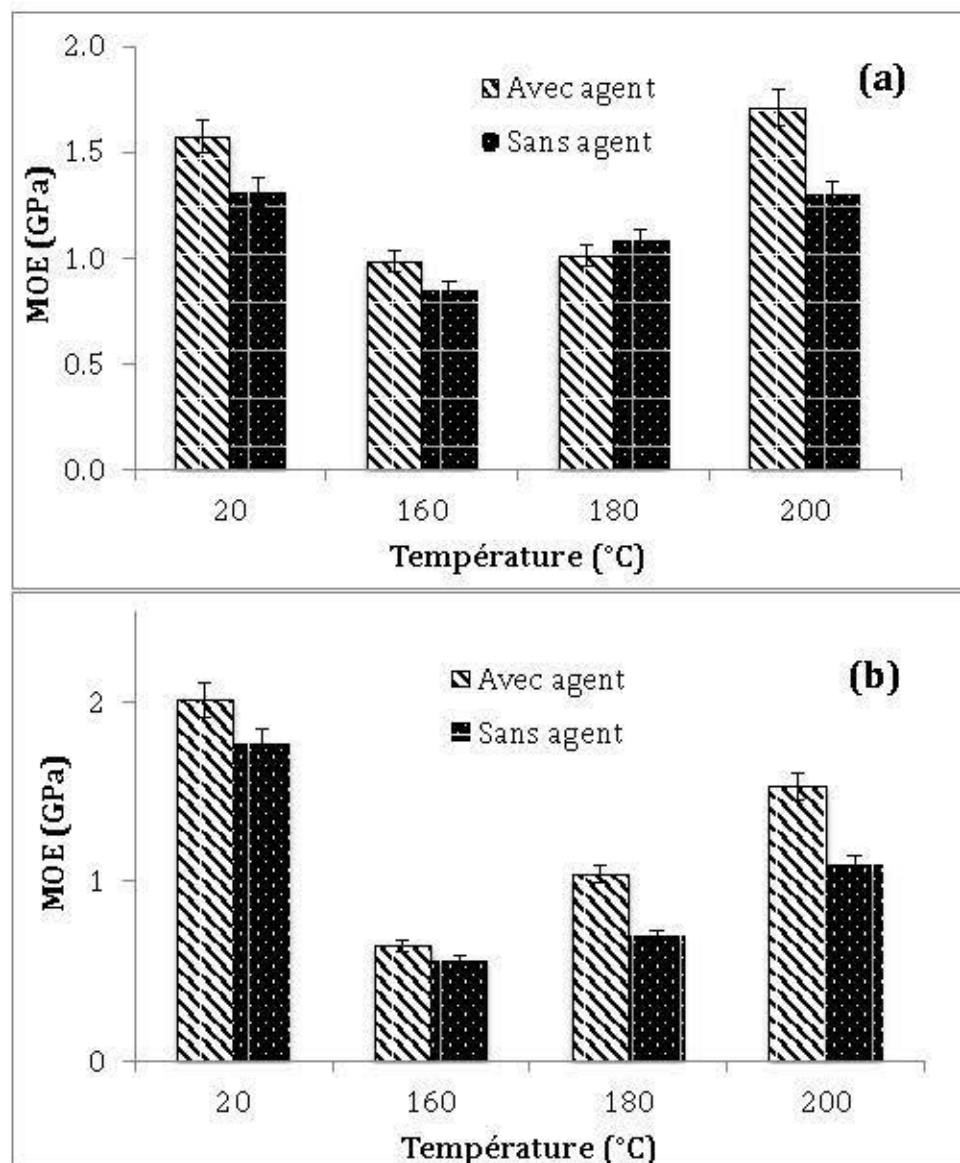 (a)
Avec agent
Sans agent
MOE (GPa)
2.0
1.5
1.0
0.5
0.0
20 160 180 200
Température (°C)
(b)
Avec agent
Sans agent
MOE (GPa)
2
1
0
20 160 180 200
Température (°C)